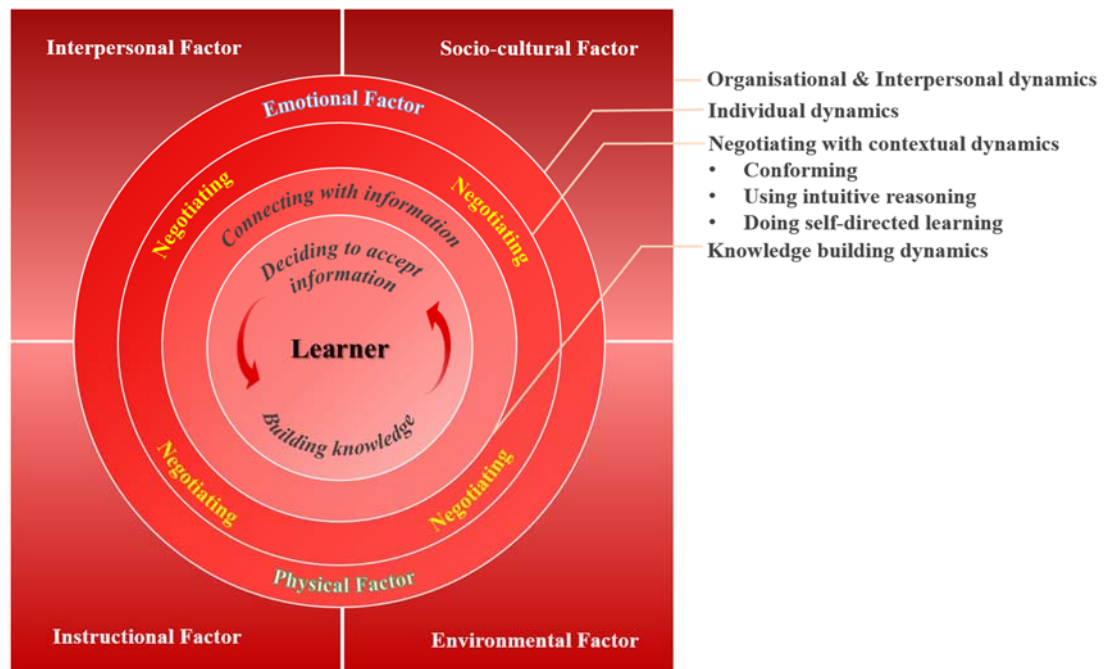 Interpersonal Factor
Socio-cultural Factor
Emotional Factor
Negotiating
Negotiating
Connecting with information
Deciding to accept
information
Learner
Building knowledge
Negotiating
Negotiating
Physical Factor
Instructional Factor
Environmental Factor
Organisational & Interpersonal dynamics
Individual dynamics
Negotiating with contextual dynamics
• Conforming
• Using intuitive reasoning
• Doing self-directed learning
Knowledge building dynamics